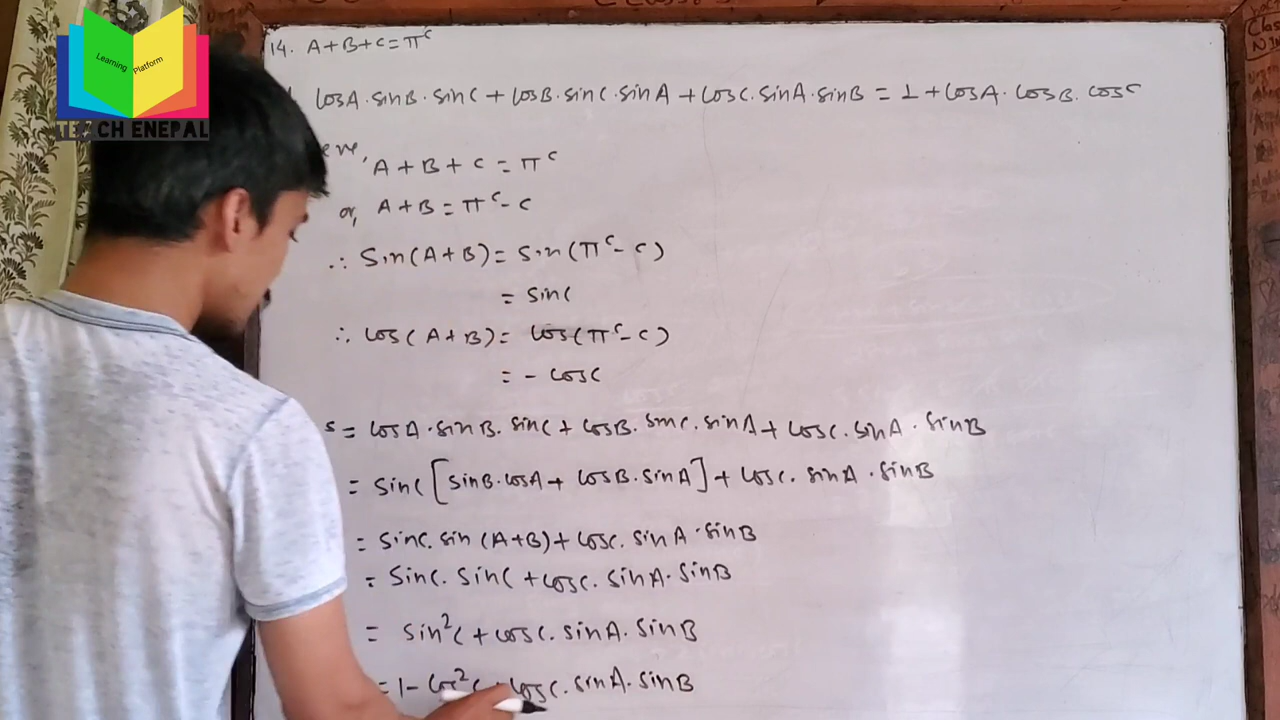 Learning Platform
TEACH ENEPAL
14. A+B+C=π^c
cosA·sinB·sinC+cosB·sinC·sinA+cosC·sinA·sinB=1+cosA·cosB·cosC
A+B+C=π^c
or, A+B=π^c-C
∴ Sin(A+B)=Sin(π^c-C)
= sinC
∴ cos(A+B)= cos(π^c-C)
= - cosC
= cosA·sinB·sinC+cosB·sinC·sinA+cosC·sinA·sinB
= sinC[sinB·cosA+cosB·sinA]+cosC·sinA·sinB
= sinC·sin(A+B)+cosC·sinA·sinB
= SinC·sinC+cosC·sinA·sinB
= sin²C+cosC·sinA·sinB
=1-cos²C+cosC·sinA·sinB